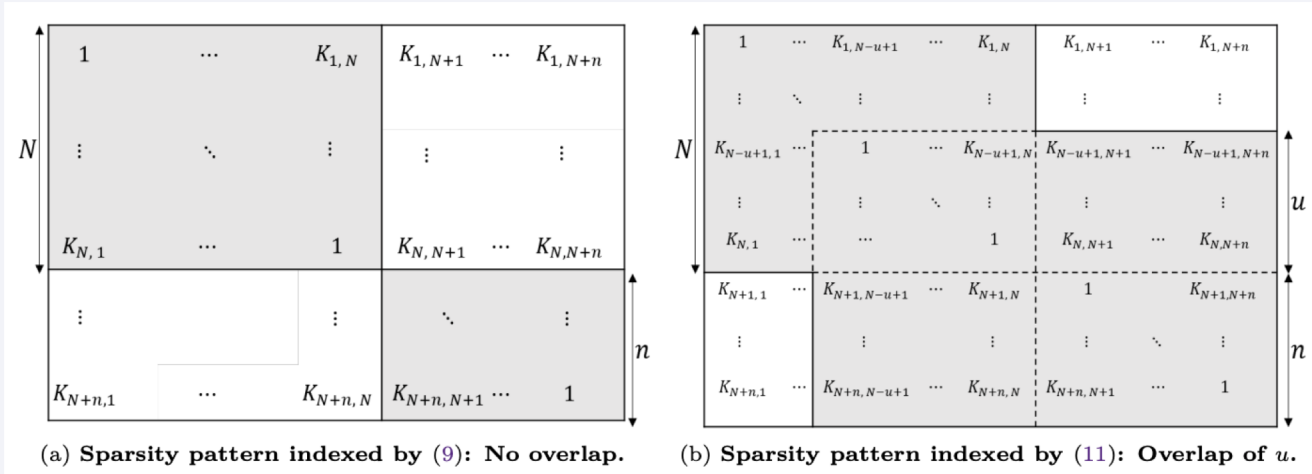 1 ⋯ K_{1,N} K_{1,N+1} ⋯ K_{1,N+n}
N ⋮ ⋱ ⋮ ⋮ ⋮
K_{N,1} ⋯ 1 K_{N,N+1} ⋯ K_{N,N+n}
⋮ ⋮ ⋱ ⋮ n
K_{N+n,1} ⋯ K_{N+n,N} K_{N+n,N+1} ⋯ 1
(a) Sparsity pattern indexed by (9): No overlap.
1 ⋯ K_{1,N-u+1} ⋯ K_{1,N} K_{1,N+1} ⋯ K_{1,N+n}
⋮ ⋱ ⋮ ⋮ ⋮ ⋮
N K_{N-u+1,1} ⋯ 1 ⋯ K_{N-u+1,N} K_{N-u+1,N+1} ⋯ K_{N-u+1,N+n}
⋮ ⋮ ⋱ ⋮ ⋮ ⋮ u
K_{N,1} ⋯ ⋯ 1 K_{N,N+1} ⋯ K_{N,N+n}
K_{N+1,1} ⋯ K_{N+1,N-u+1} ⋯ K_{N+1,N} 1 K_{N+1,N+n}
⋮ ⋮ ⋮ ⋮ ⋱ ⋮ n
K_{N+n,1} ⋯ K_{N+n,N-u+1} ⋯ K_{N+n,N} K_{N+n,N+1} ⋯ 1
(b) Sparsity pattern indexed by (11): Overlap of u.